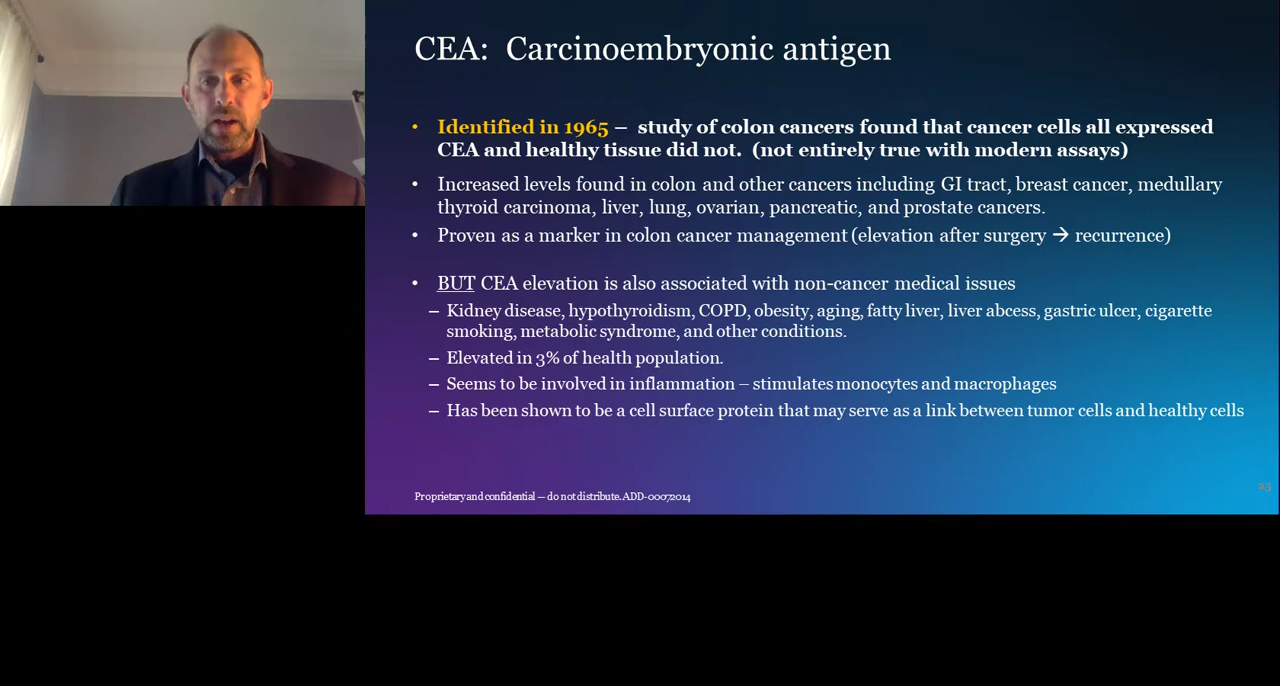 CEA:  Carcinoembryonic antigen
• Identified in 1965 –  study of colon cancers found that cancer cells all expressed
CEA and healthy tissue did not.  (not entirely true with modern assays)
• Increased levels found in colon and other cancers including GI tract, breast cancer, medullary
thyroid carcinoma, liver, lung, ovarian, pancreatic, and prostate cancers.
• Proven as a marker in colon cancer management (elevation after surgery → recurrence)
• BUT CEA elevation is also associated with non-cancer medical issues
– Kidney disease, hypothyroidism, COPD, obesity, aging, fatty liver, liver abcess, gastric ulcer, cigarette
smoking, metabolic syndrome, and other conditions.
– Elevated in 3% of health population.
– Seems to be involved in inflammation – stimulates monocytes and macrophages
– Has been shown to be a cell surface protein that may serve as a link between tumor cells and healthy cells
Proprietary and confidential — do not distribute. ADD-00072014